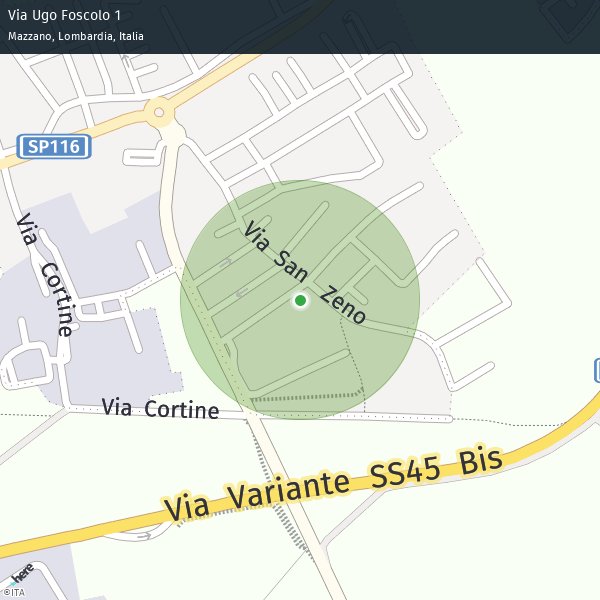 Via Ugo Foscolo 1
Mazzano, Lombardia, Italia
SP116
Via San Zeno
Via Cortine
Via Cortine
Via Variante SS45 Bis
here
©ITA